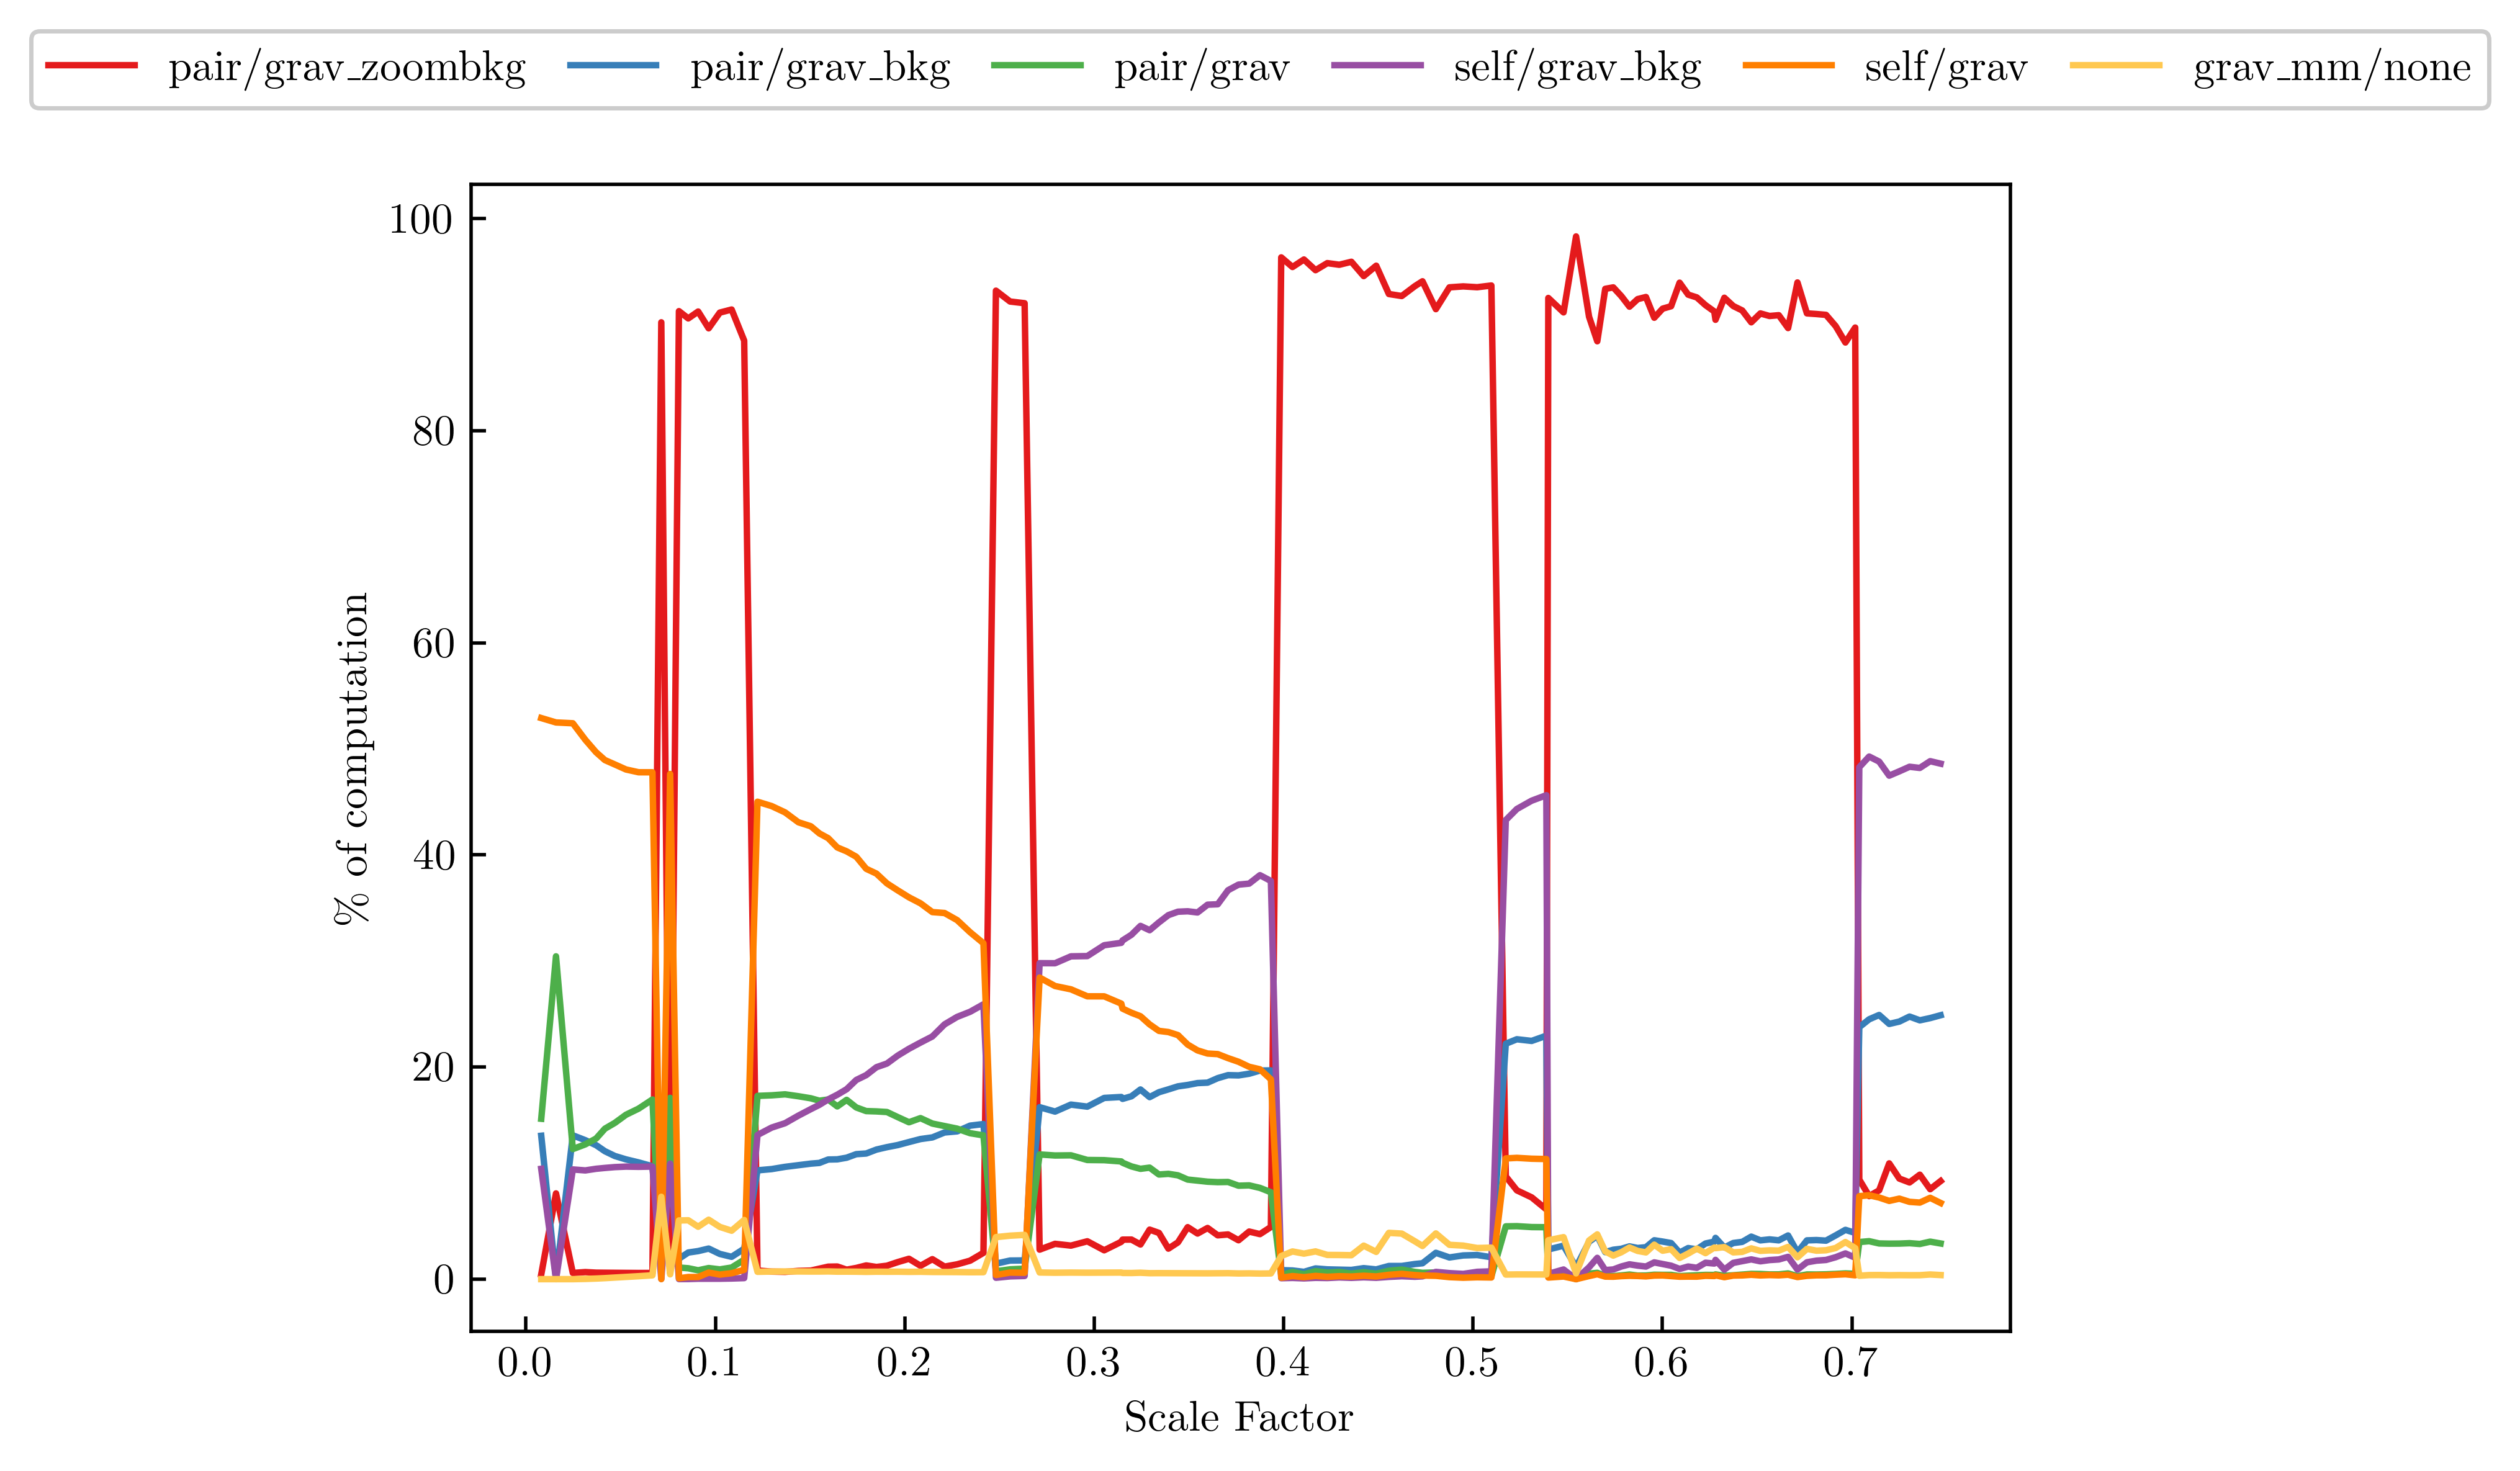 pair/grav_zoombkg pair/grav_bkg pair/grav self/grav_bkg self/grav grav_mm/none
100
80
60
40
20
0
% of computation
0.0 0.1 0.2 0.3 0.4 0.5 0.6 0.7
Scale Factor